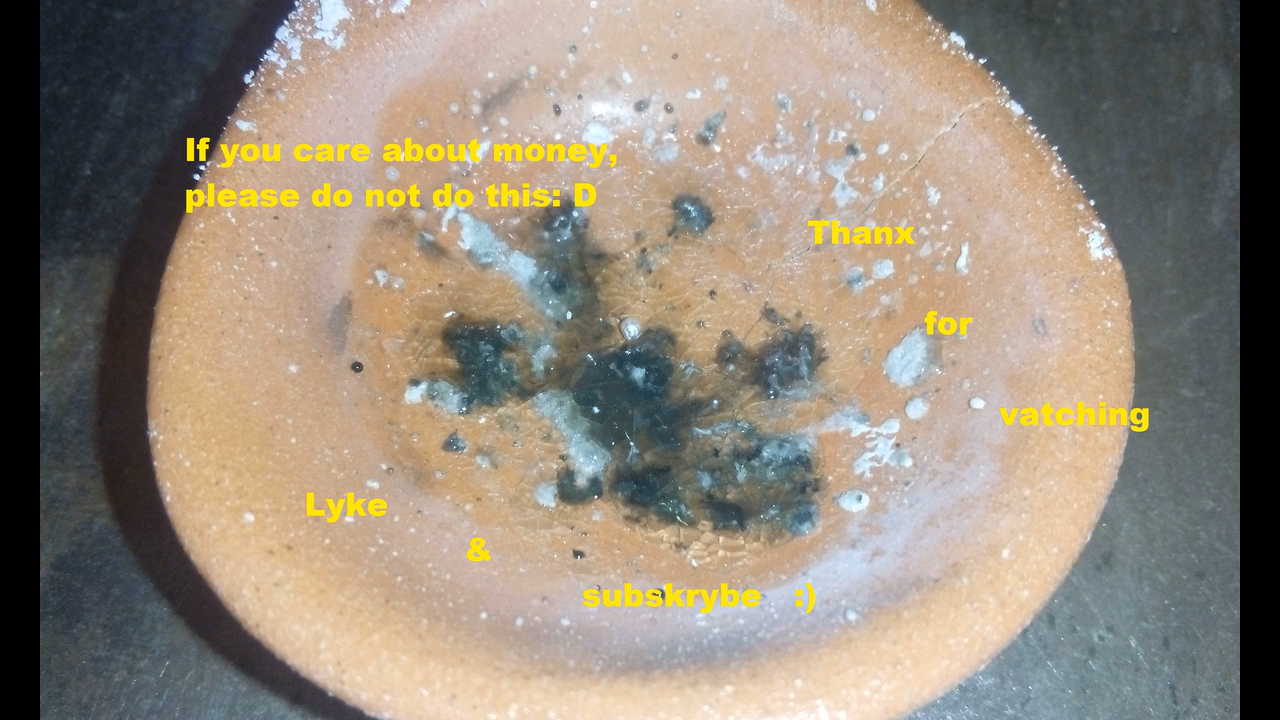 If you care about money,
please do not do this: D
Thanx
for
vatching
Lyke
&
subskrybe :)